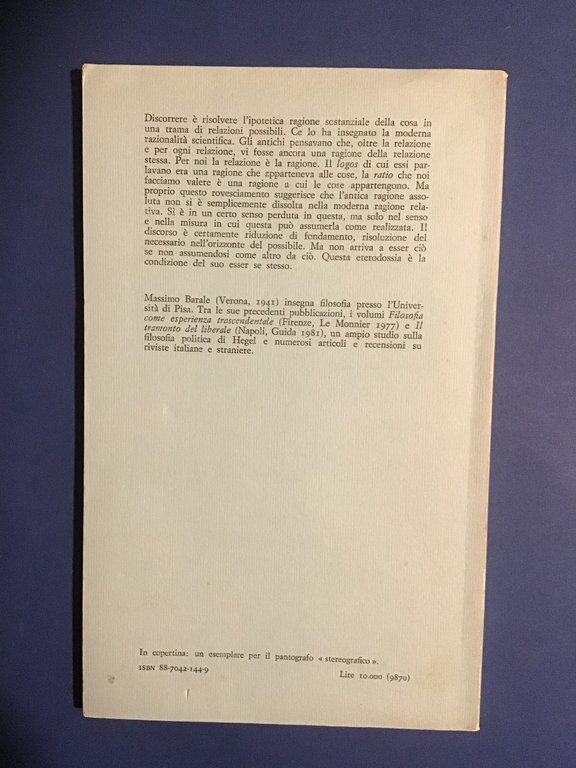 Discorrere è risolvere l'ipotetica ragione sostanziale della cosa in
una trama di relazioni possibili. Ce lo ha insegnato la moderna
razionalità scientifica. Gli antichi pensavano che, oltre la relazione
e per ogni relazione, vi fosse ancora una ragione della relazione
stessa. Per noi la relazione è la ragione. Il logos di cui essi par-
lavano era una ragione che apparteneva alle cose, la ratio che noi
facciamo valere è una ragione a cui le cose appartengono. Ma
proprio questo rovesciamento suggerisce che l'antica ragione asso-
luta non si è semplicemente dissolta nella moderna ragione rela-
tiva. Si è in un certo senso perduta in questa, ma solo nel senso
e nella misura in cui questa può assumerla come realizzata. Il
discorso è certamente riduzione di fondamento, risoluzione del
necessario nell'orizzonte del possibile. Ma non arriva a esser ciò
se non assumendosi come altro da ciò. Questa eterodossia è la
condizione del suo esser se stesso.
Massimo Barale (Verona, 1941) insegna filosofia presso l'Univer-
sità di Pisa. Tra le sue precedenti pubblicazioni, i volumi Filosofia
come esperienza trascendentale (Firenze, Le Monnier 1977) e Il
tramonto del liberale (Napoli, Guida 1981), un ampio studio sulla
filosofia politica di Hegel e numerosi articoli e recensioni su
riviste italiane e straniere.
In copertina: un esemplare per il pantografo « stereografico ».
ISBN 88-7042-144-9
Lire 10.000 (9870)